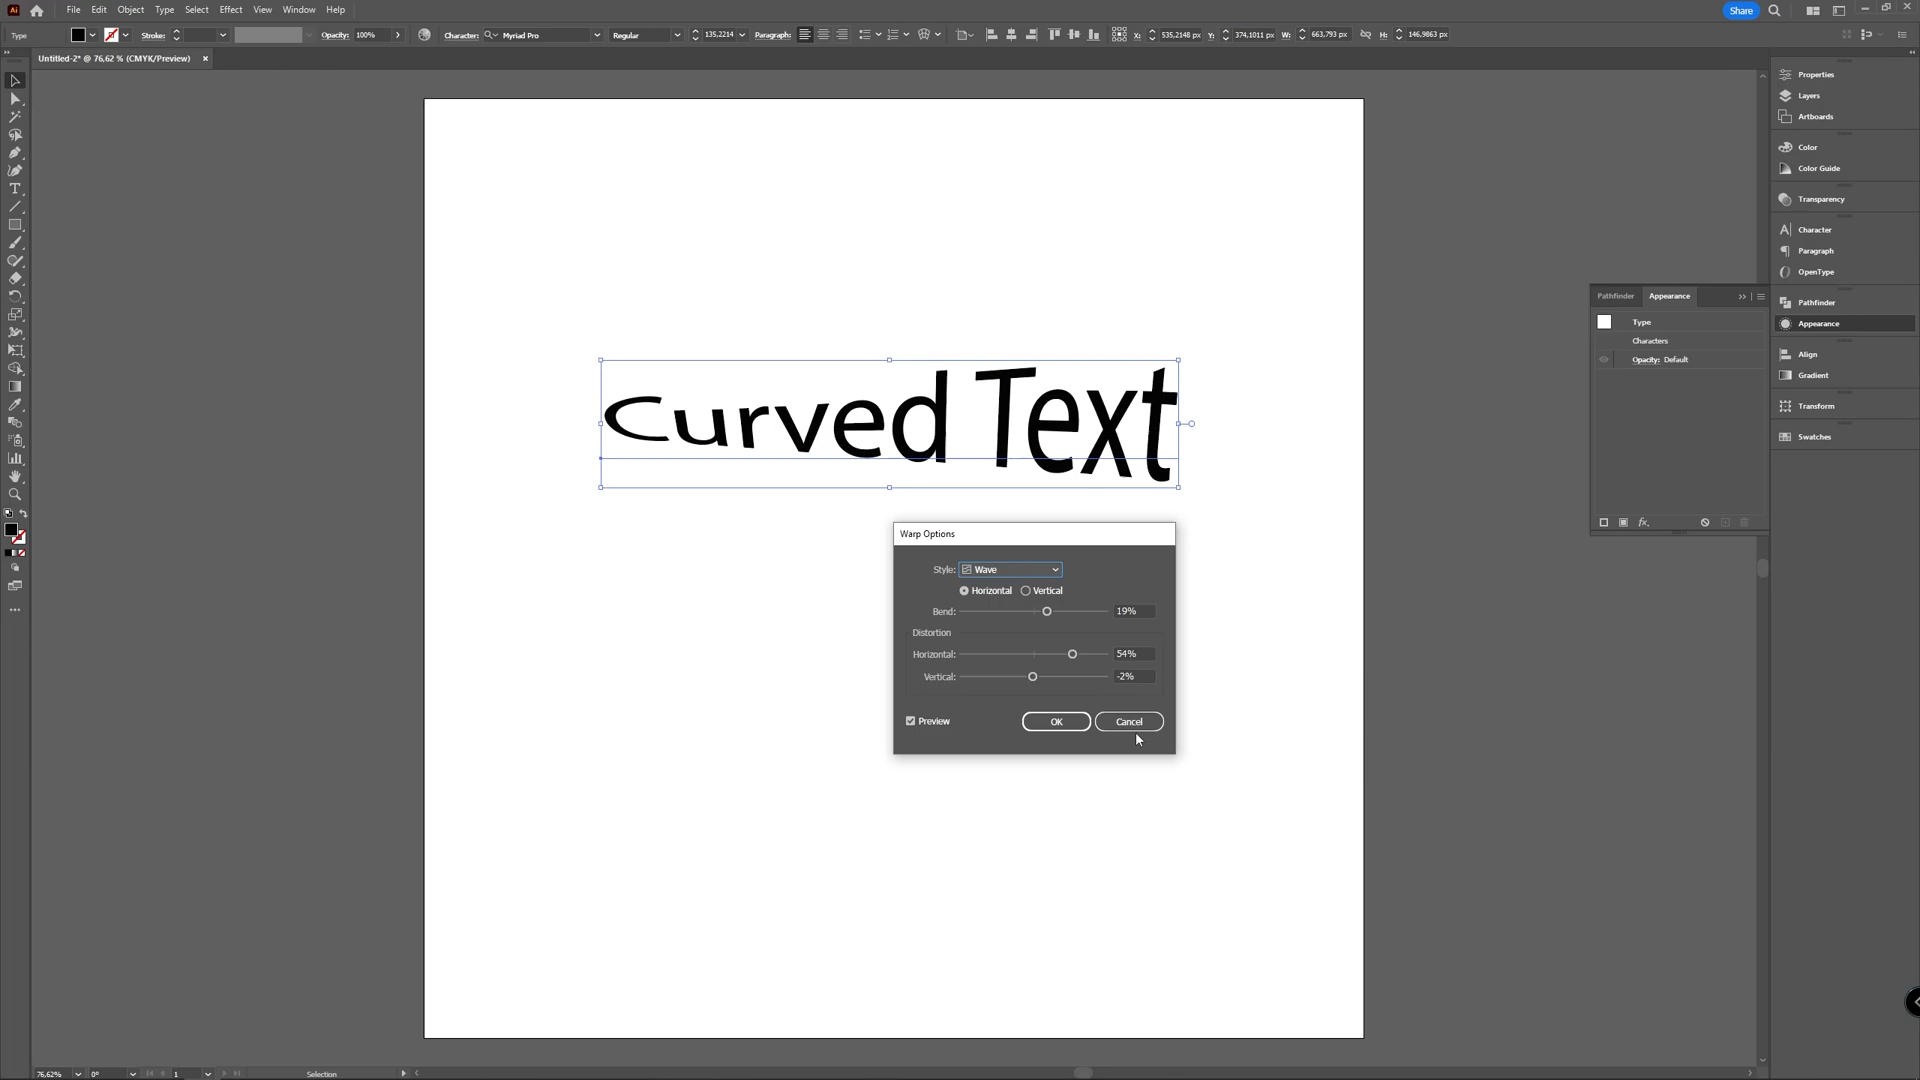 Ai File Edit Object Type Select Effect View Window Help Share
Type Stroke: Opacity: 100% Character: Myriad Pro Regular 135,2214 Paragraph: X: 535,2148 px Y: 374,1011 px W: 663,793 px H: 146,9863 px
Untitled-2* @ 76,62 % (CMYK/Preview) ×
Properties
Layers
Artboards
Color
Color Guide
Transparency
Character
Paragraph
OpenType
Pathfinder
Appearance
Align
Gradient
Transform
Swatches
Pathfinder Appearance
Type
Characters
Opacity: Default
fx.
Curved Text
Warp Options
Style: Wave
Horizontal Vertical
Bend: 19%
Distortion
Horizontal: 54%
Vertical: -2%
Preview OK Cancel
76,62% 0° 1 Selection